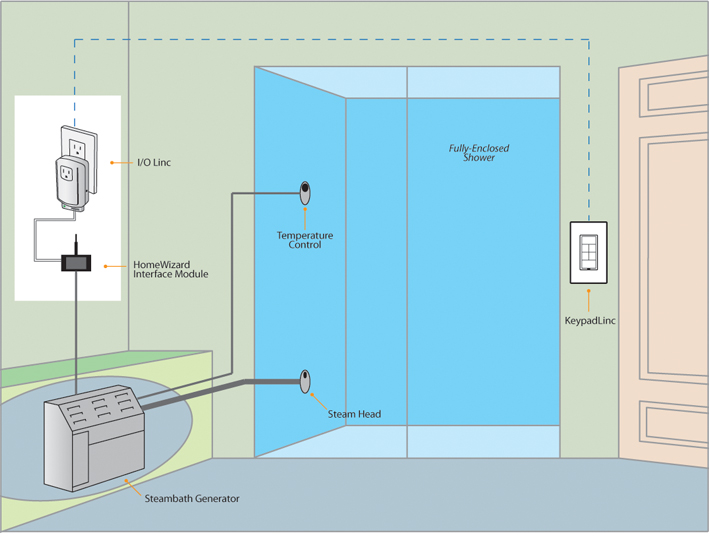 Fully-Enclosed
Shower
I/O Linc
Temperature
Control
HomeWizard
Interface Module
KeypadLinc
Steam Head
Steambath Generator